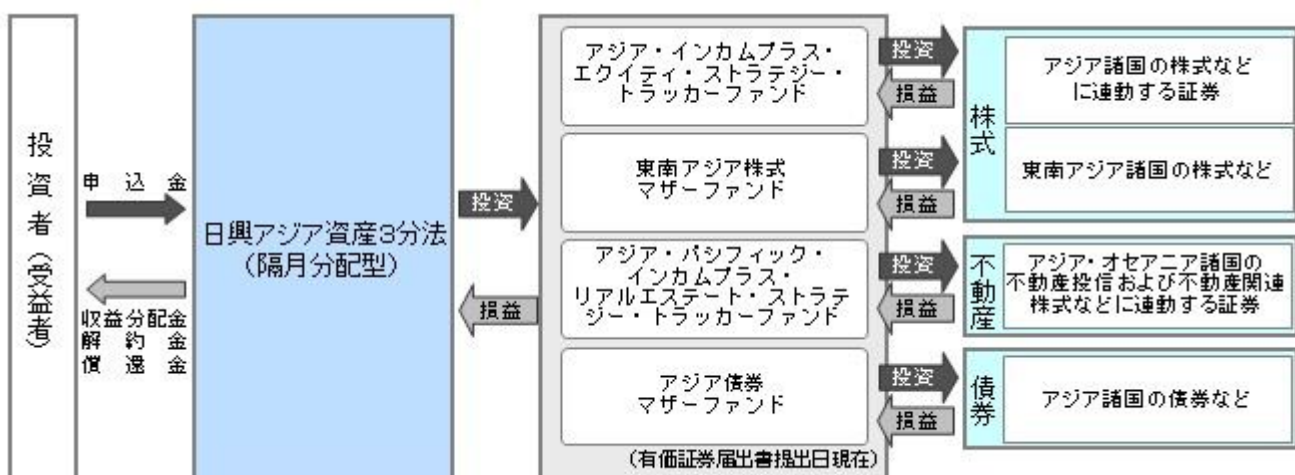 投資者(受益者)
申込金
収益分配金
解約金
償還金
日興アジア資産3分法
(隔月分配型)
投資
損益
アジア・インカムプラス・
エクイティ・ストラテジー・
トラッカーファンド
東南アジア株式
マザーファンド
アジア・パシフィック・
インカムプラス・
リアルエステート・ストラテ
ジー・トラッカーファンド
アジア債券
マザーファンド
(有価証券届出書提出日現在)
投資
損益
投資
損益
投資
損益
投資
損益
株式
アジア諸国の株式など
に連動する証券
東南アジア諸国の株式など
不動産
アジア・オセアニア諸国の
不動産投信および不動産関連
株式などに連動する証券
債券
アジア諸国の債券など